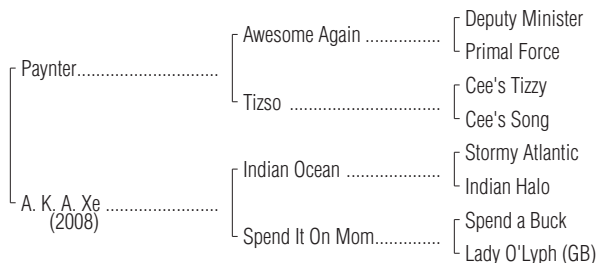 Deputy Minister
Awesome Again ................
Primal Force
Paynter..............................
Cee's Tizzy
Tizso ................................
Cee's Song
Stormy Atlantic
Indian Ocean ....................
Indian Halo
A. K. A. Xe ........................
(2008)
Spend a Buck
Spend It On Mom..............
Lady O'Lyph (GB)